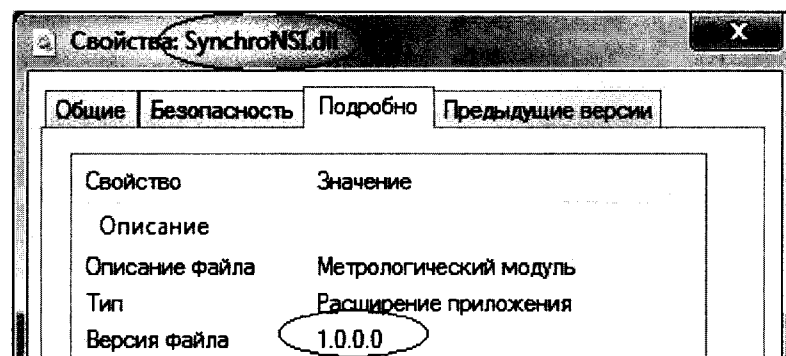 Свойства: SynchroNSI.dll
Общие Безопасность Подробно Предыдущие версии
Свойство Значение
Описание
Описание файла Метрологический модуль
Тип Расширение приложения
Версия файла 1.0.0.0